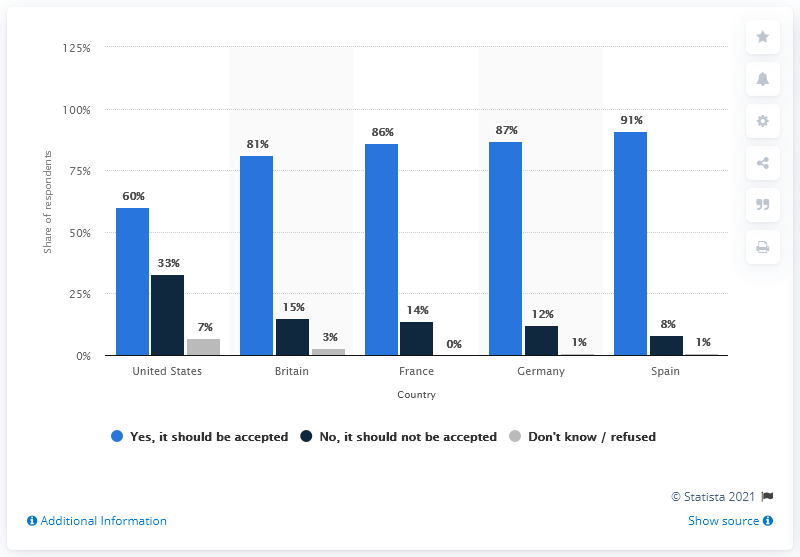 125%
100%
75%
50%
25%
0%
Share of respondents
60%
33%
7%
81%
15%
3%
86%
14%
0%
87%
12%
1%
91%
8%
1%
United States
Britain
France
Germany
Spain
Country
Yes, it should be accepted
No, it should not be accepted
Don't know / refused
© Statista 2021
Additional Information
Show source